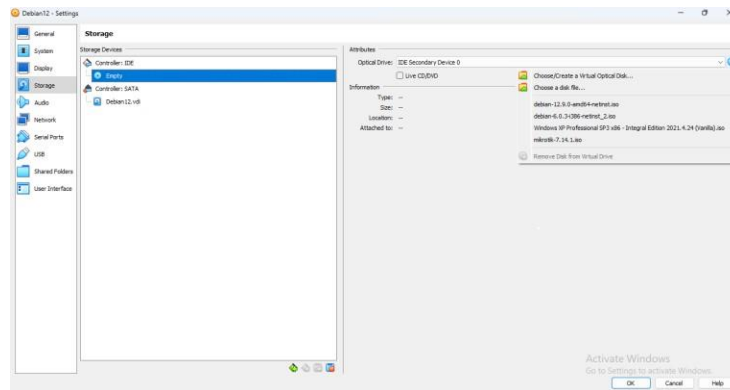 Debian12 - Settings
General
System
Display
Storage
Audio
Network
Serial Ports
USB
Shared Folders
User Interface
Storage
Storage Devices
Controller: IDE
Empty
Controller: SATA
Debian12.vdi
Attributes
Optical Drive: IDE Secondary Device 0
Live CD/DVD
Information
Type: --
Size: --
Location: --
Attached to: --
Choose/Create a Virtual Optical Disk...
Choose a disk file...
debian-12.9.0-amd64-netinst.iso
debian-6.0.3-i386-netinst_2.iso
Windows XP Professional SP3 x86 - Integral Edition 2021.4.24 (Vanilla).iso
mikrotik-7.14.1.iso
Remove Disk from Virtual Drive
Activate Windows
Go to Settings to activate Windows.
OK Cancel Help